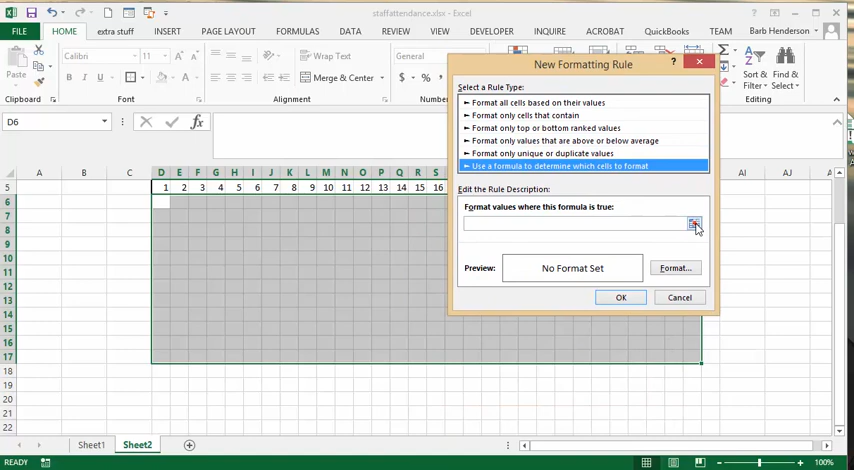 staffattendance.xlsx - Excel
FILE HOME extra stuff INSERT PAGE LAYOUT FORMULAS DATA REVIEW VIEW DEVELOPER INQUIRE ACROBAT QuickBooks TEAM Barb Henderson
Paste
Calibri
B I U
Wrap Text
Merge & Center
General
$ %
Sort & Filter
Find & Select
Clipboard Font Alignment Editing
D6
fx
A B C D E F G H I J K L M N O P Q R S AI AJ
5 1 2 3 4 5 6 7 8 9 10 11 12 13 14 15 16
6
7
8
9
10
11
12
13
14
15
16
17
18
19
20
21
22
New Formatting Rule
Select a Rule Type:
► Format all cells based on their values
► Format only cells that contain
► Format only top or bottom ranked values
► Format only values that are above or below average
► Format only unique or duplicate values
► Use a formula to determine which cells to format
Edit the Rule Description:
Format values where this formula is true:
Preview: No Format Set Format...
OK Cancel
Sheet1 Sheet2
READY 100%